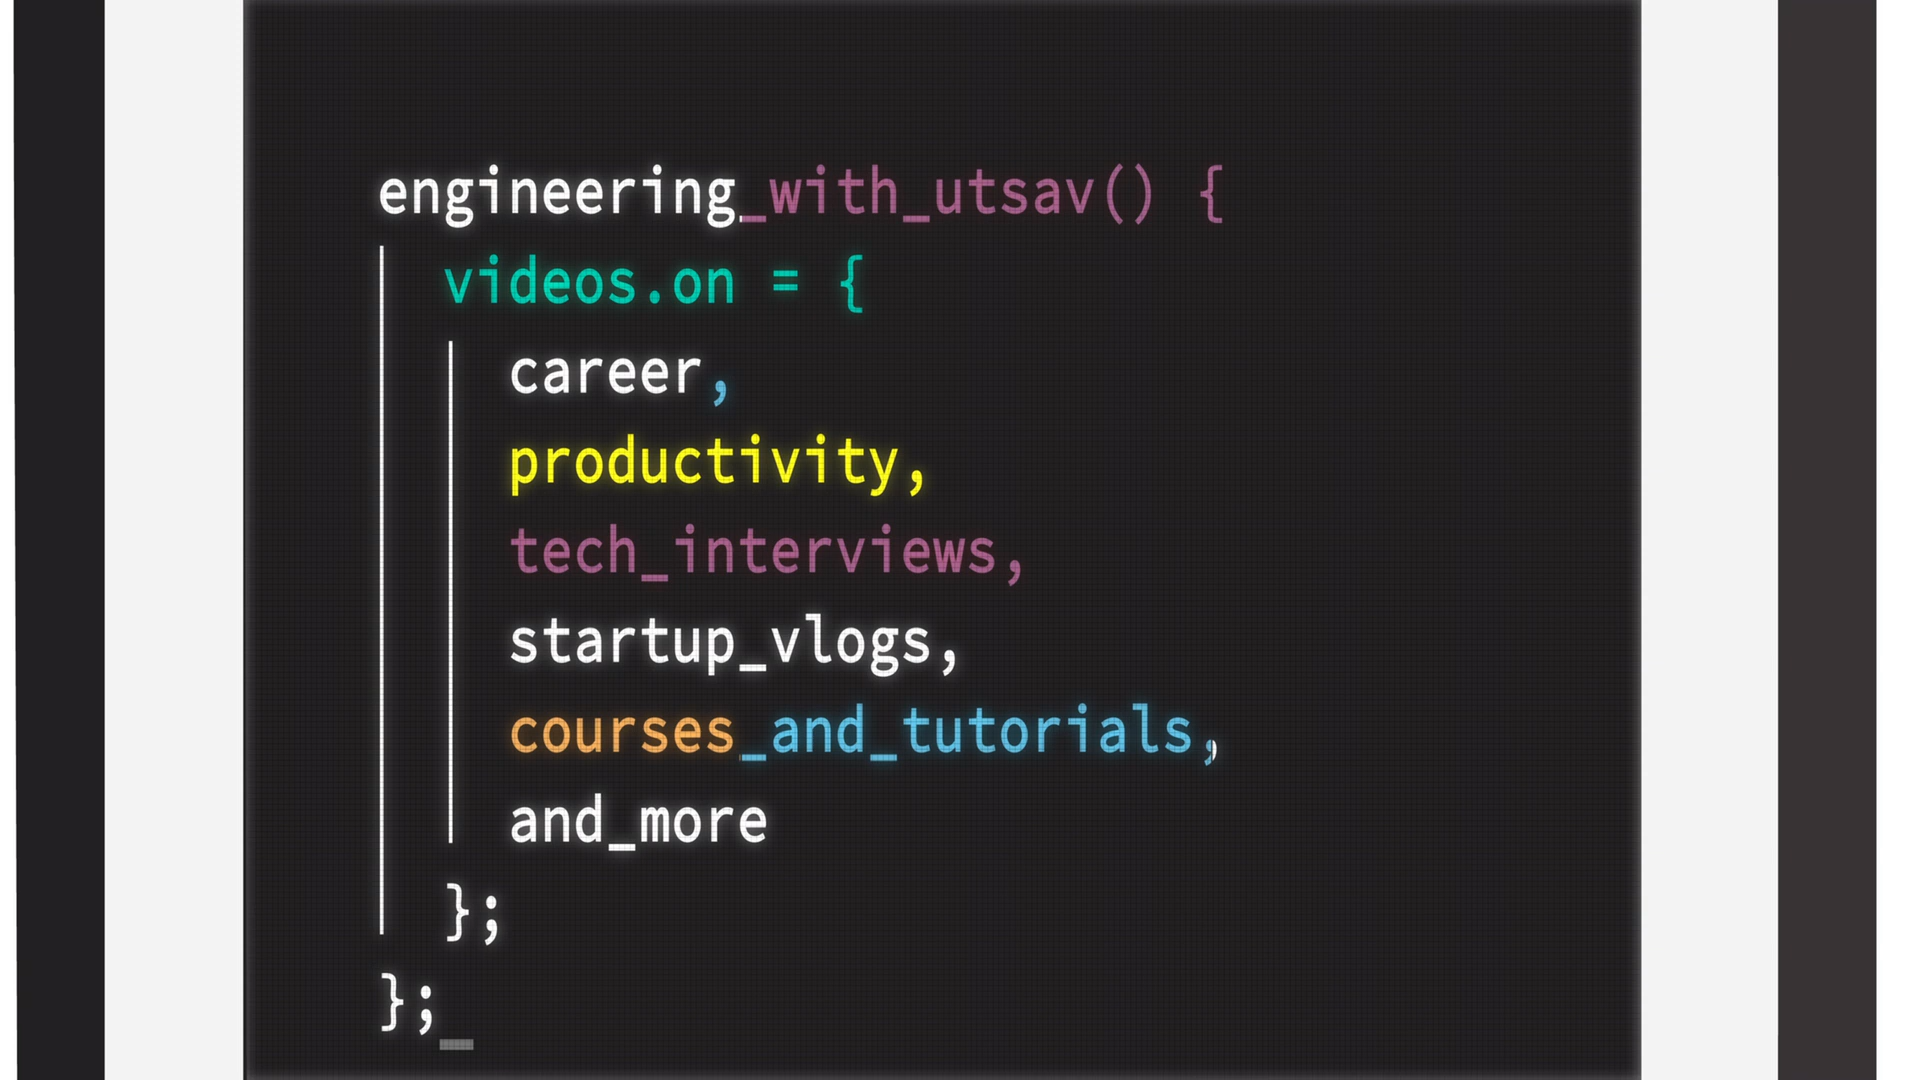 engineering_with_utsav() {
videos.on = {
career,
productivity,
tech_interviews,
startup_vlogs,
courses_and_tutorials,
and_more
};
};_